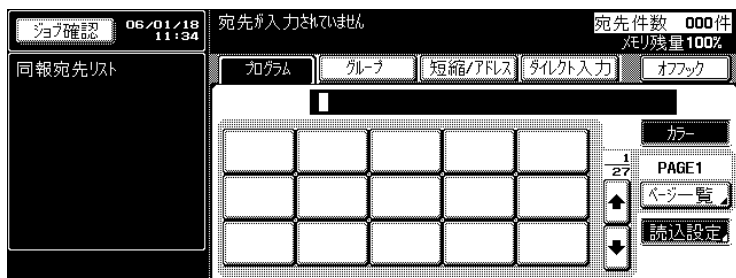 ジョブ確認 06/01/18 11:34
宛先が入力されていません
宛先件数 000件
メモリ残量100%
同報宛先リスト
プログラム グループ 短縮/アドレス ダイレクト入力 オフフック
カラー
1/27 PAGE1
ページ一覧
読込設定